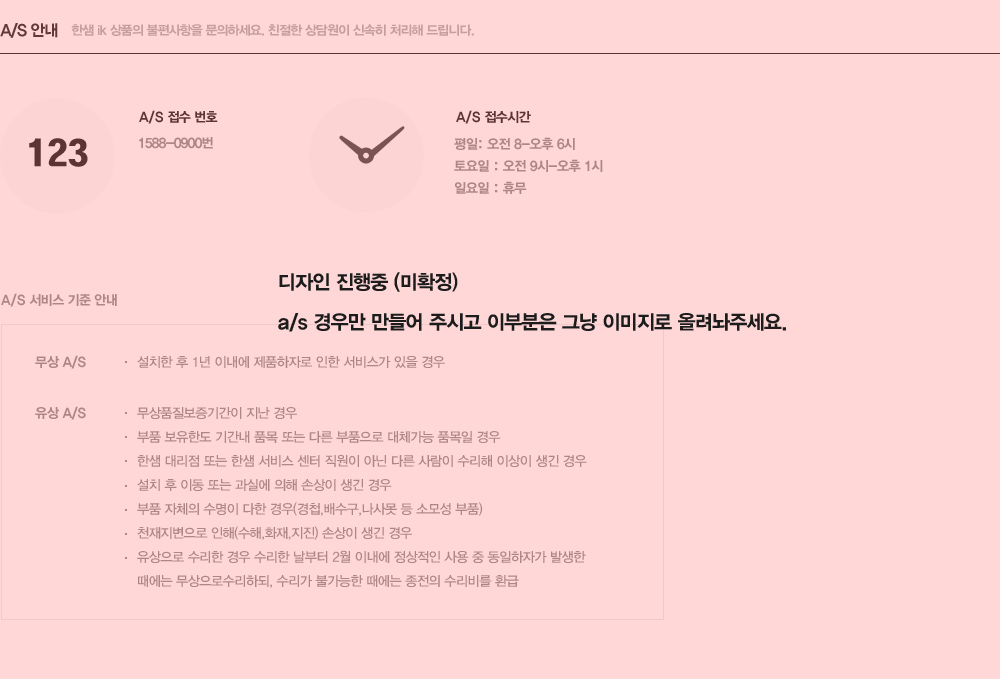 A/S 안내 한샘 ik 상품의 불편사항을 문의하세요. 친절한 상담원이 신속히 처리해 드립니다.
123
A/S 접수 번호
1588-0900번
A/S 접수시간
평일: 오전 8-오후 6시
토요일 : 오전 9시-오후 1시
일요일 : 휴무
디자인 진행중 (미확정)
A/S 서비스 기준 안내
a/s 경우만 만들어 주시고 이부분은 그냥 이미지로 올려놔주세요.
무상 A/S · 설치한 후 1년 이내에 제품하자로 인한 서비스가 있을 경우
유상 A/S · 무상품질보증기간이 지난 경우
· 부품 보유한도 기간내 품목 또는 다른 부품으로 대체가능 품목일 경우
· 한샘 대리점 또는 한샘 서비스 센터 직원이 아닌 다른 사람이 수리해 이상이 생긴 경우
· 설치 후 이동 또는 과실에 의해 손상이 생긴 경우
· 부품 자체의 수명이 다한 경우(경첩,배수구,나사못 등 소모성 부품)
· 천재지변으로 인해(수해,화재,지진) 손상이 생긴 경우
· 유상으로 수리한 경우 수리한 날부터 2월 이내에 정상적인 사용 중 동일하자가 발생한
때에는 무상으로수리하되, 수리가 불가능한 때에는 종전의 수리비를 환급